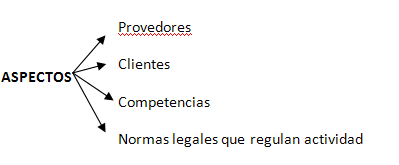 Provedores
Clientes
ASPECTOS
Competencias
Normas legales que regulan actividad